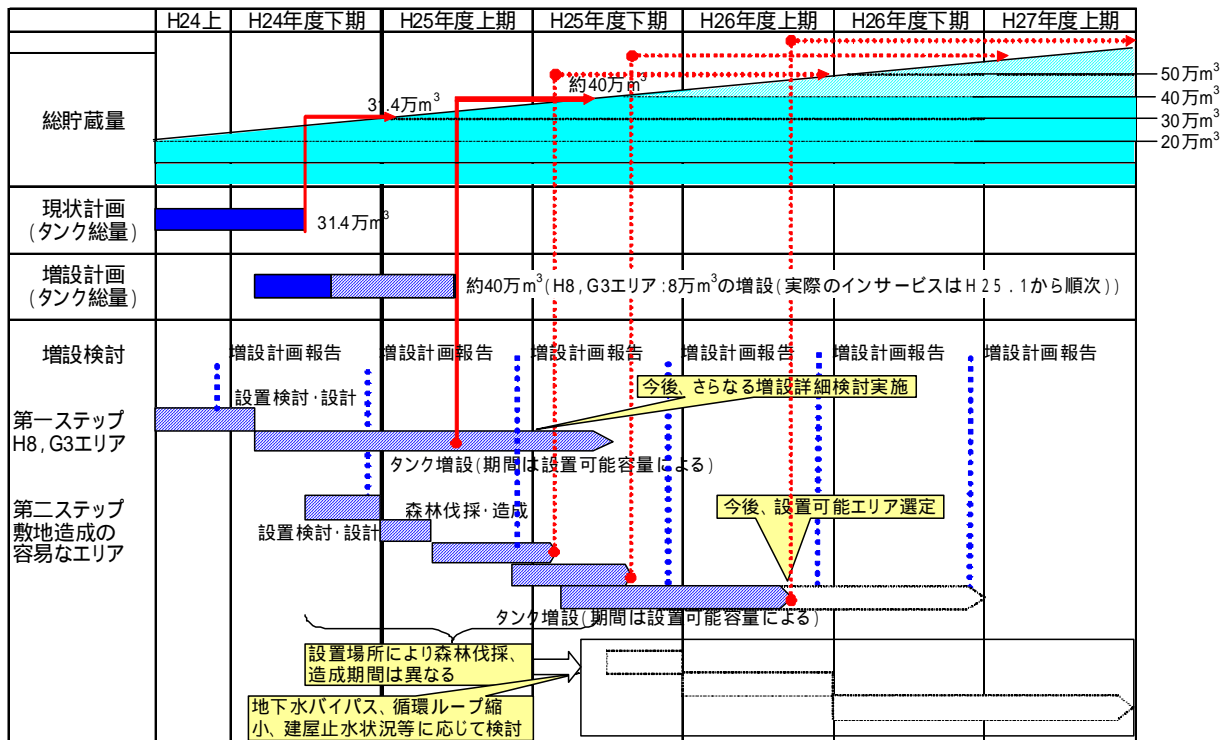 H24上 H24年度下期 H25年度上期 H25年度下期 H26年度上期 H26年度下期 H27年度上期
総貯蔵量
31.4万m³
約40万m³
50万m³
40万m³
30万m³
20万m³
現状計画
(タンク総量)
31.4万m³
増設計画
(タンク総量)
約40万m³(H8,G3エリア:8万m³の増設(実際のインサービスはH25.1から順次))
増設検討
増設計画報告 増設計画報告 増設計画報告 増設計画報告 増設計画報告 増設計画報告
今後、さらなる増設詳細検討実施
設置検討・設計
第一ステップ
H8,G3エリア
タンク増設(期間は設置可能容量による)
第二ステップ
敷地造成の
容易なエリア
今後、設置可能エリア選定
森林伐採・造成
設置検討・設計
タンク増設(期間は設置可能容量による)
設置場所により森林伐採、
造成期間は異なる
地下水バイパス、循環ループ縮
小、建屋止水状況等に応じて検討